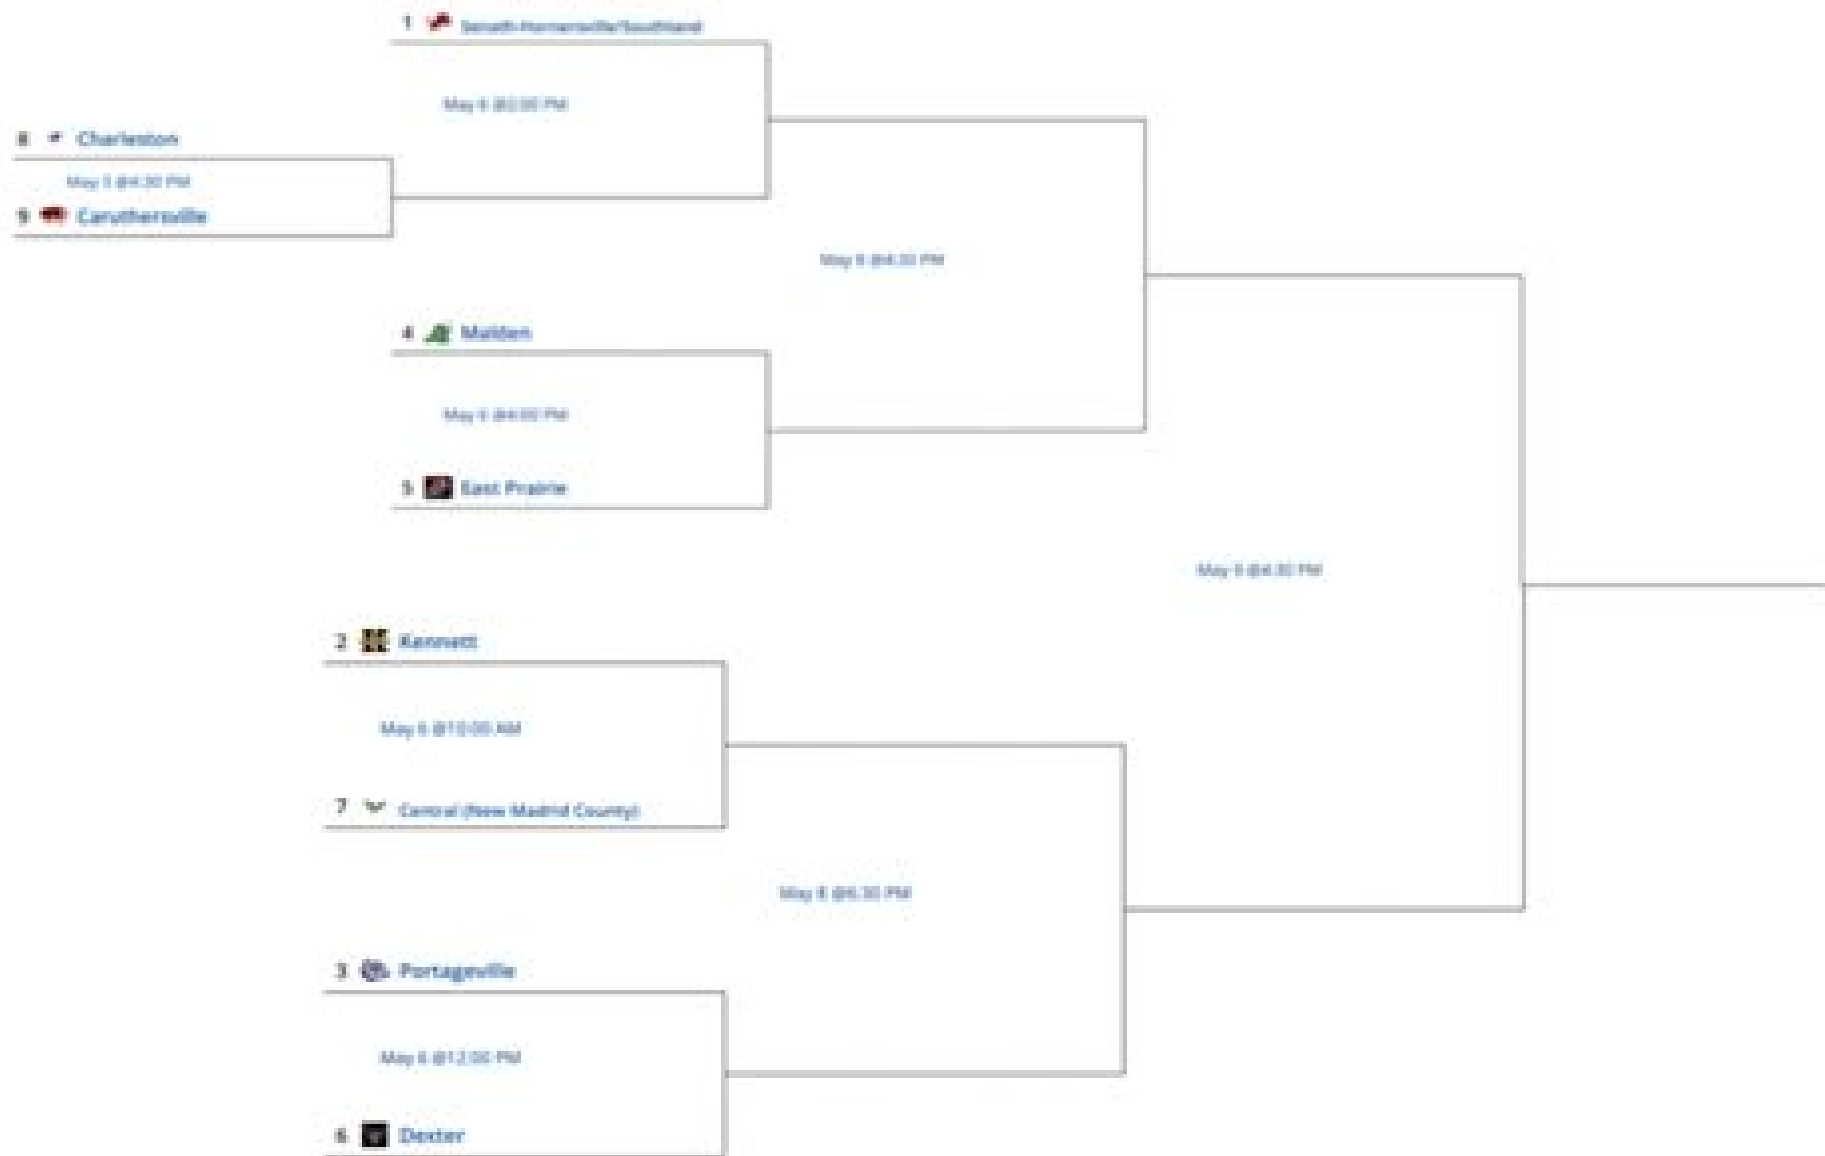 1 Senath-Hornersville/Southland
May 6 @2:00 PM
8 Charleston
May 5 @4:30 PM
9 Caruthersville
May 8 @4:30 PM
4 Malden
May 6 @4:00 PM
5 East Prairie
May 9 @4:30 PM
2 Kennett
May 6 @10:00 AM
7 Central (New Madrid County)
May 8 @6:30 PM
3 Portageville
May 6 @12:00 PM
6 Dexter